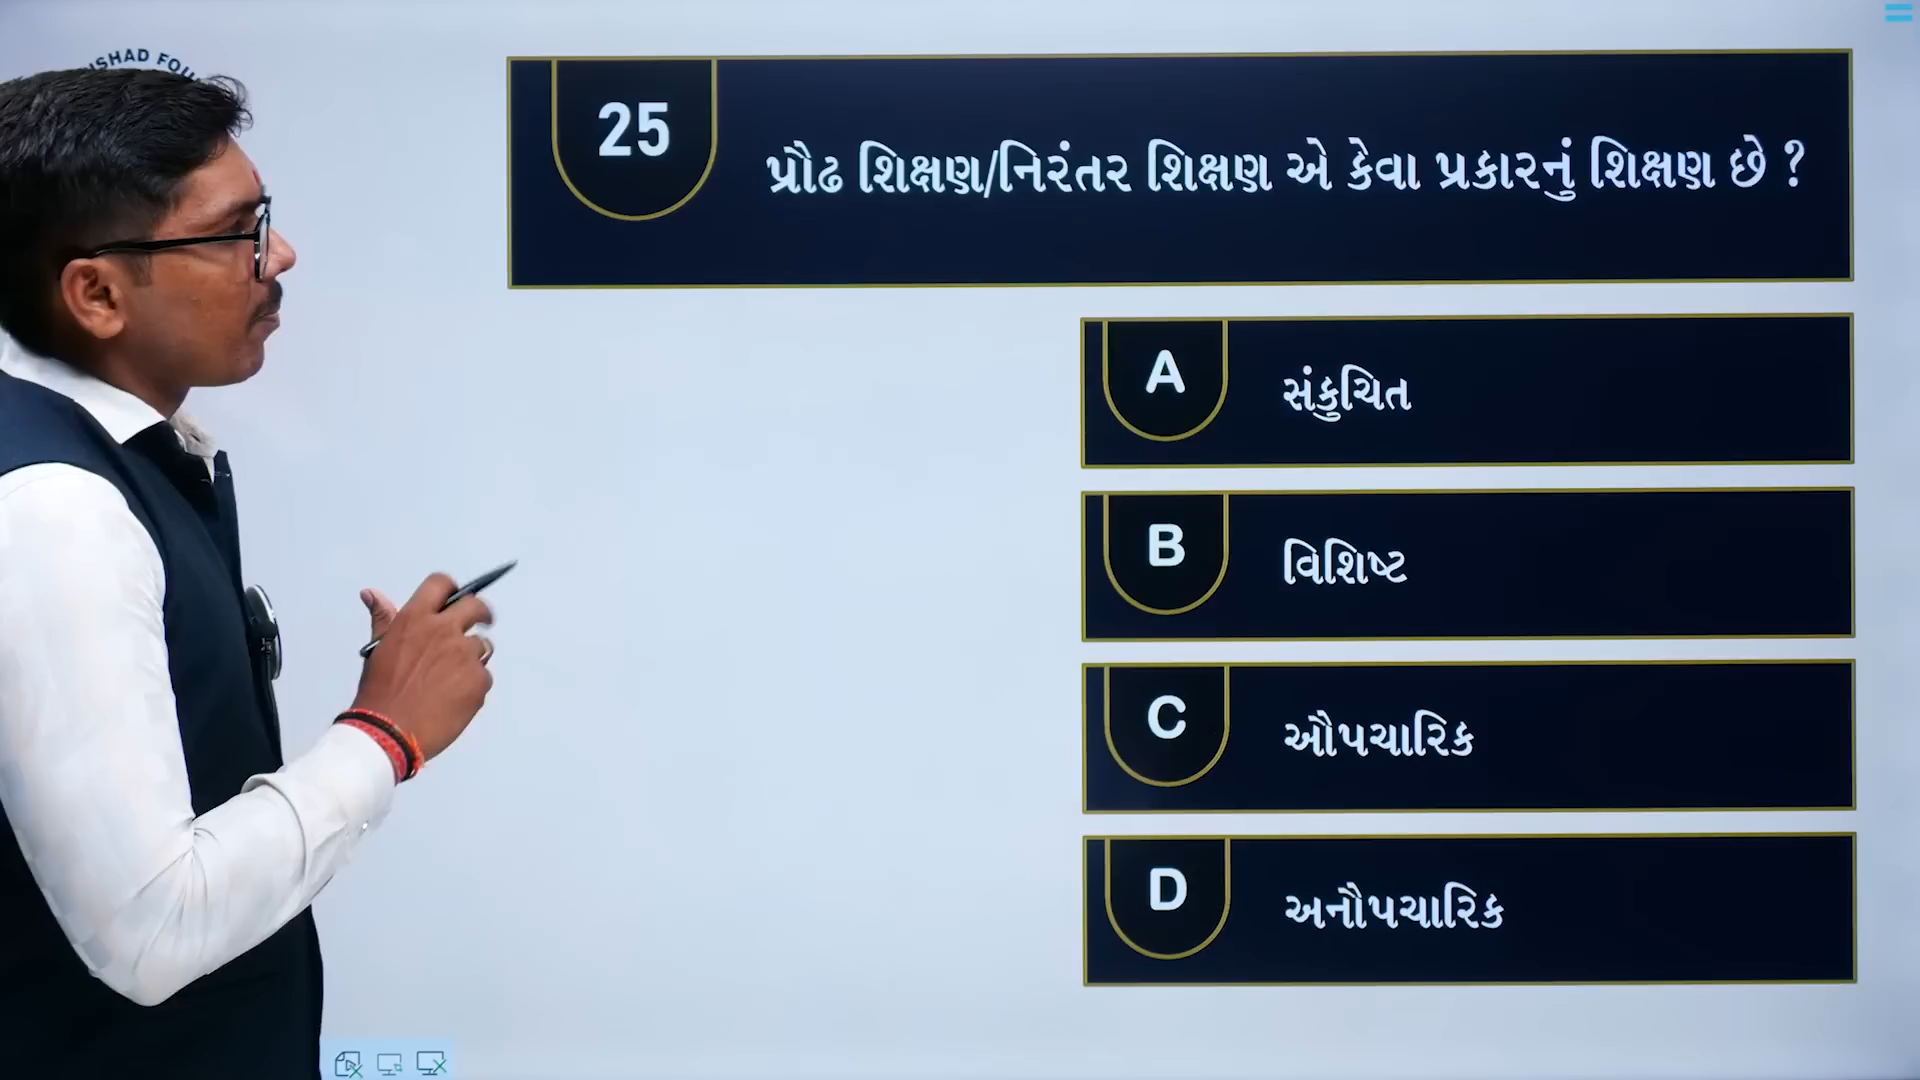 25
પ્રૌઢ શિક્ષણ/નિરંતર શિક્ષણ એ કેવા પ્રકારનું શિક્ષણ છે ?
A
સંકુચિત
B
વિશિષ્ટ
C
ઔપચારિક
D
અનૌપચારિક